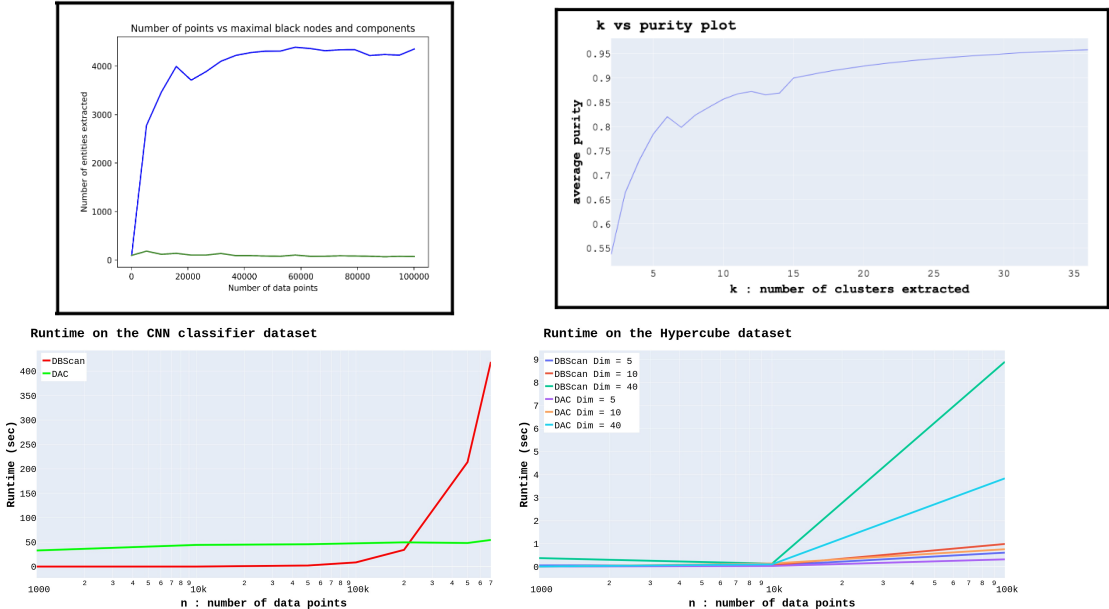 Number of points vs maximal black nodes and components
Number of entities extracted
4000
3000
2000
1000
0
0 20000 40000 60000 80000 100000
Number of data points
k vs purity plot
average purity
0.95
0.9
0.85
0.8
0.75
0.7
0.65
0.6
0.55
5 10 15 20 25 30 35
k : number of clusters extracted
Runtime on the CNN classifier dataset
DBScan
DAC
Runtime (sec)
400
350
300
250
200
150
100
50
0
1000 2 3 4 5 6 7 8 9 10k 2 3 4 5 6 7 8 9 100k 2 3 4 5 6 7
n : number of data points
Runtime on the Hypercube dataset
DBScan Dim = 5
DBScan Dim = 10
DBScan Dim = 40
DAC Dim = 5
DAC Dim = 10
DAC Dim = 40
Runtime (sec)
9
8
7
6
5
4
3
2
1
0
1000 2 3 4 5 6 7 8 9 10k 2 3 4 5 6 7 8 9 100k
n : number of data points